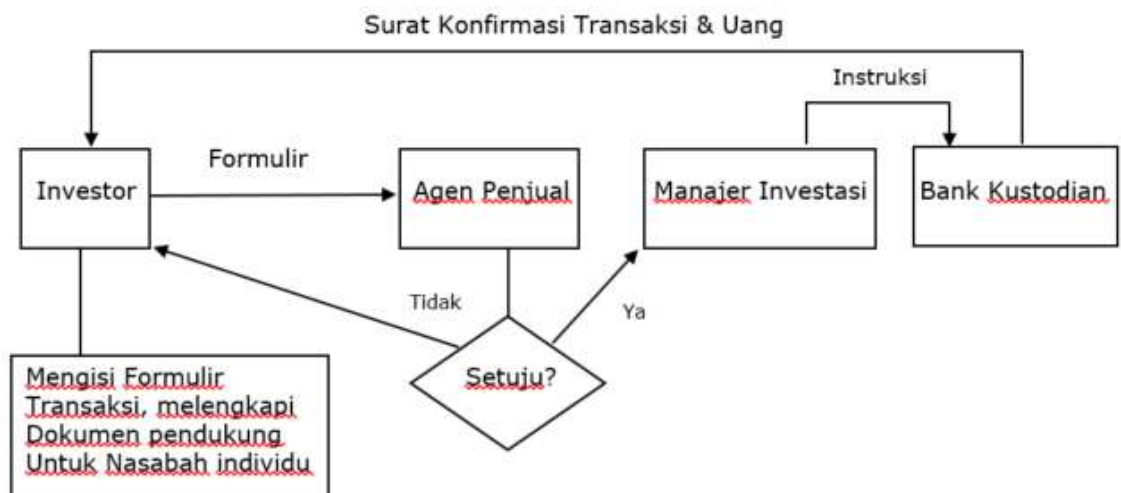 Surat Konfirmasi Transaksi & Uang
Instruksi
Formulir
Investor
Agen Penjual
Manajer Investasi
Bank Kustodian
Tidak
Ya
Setuju?
Mengisi Formulir
Transaksi, melengkapi
Dokumen pendukung
Untuk Nasabah individu